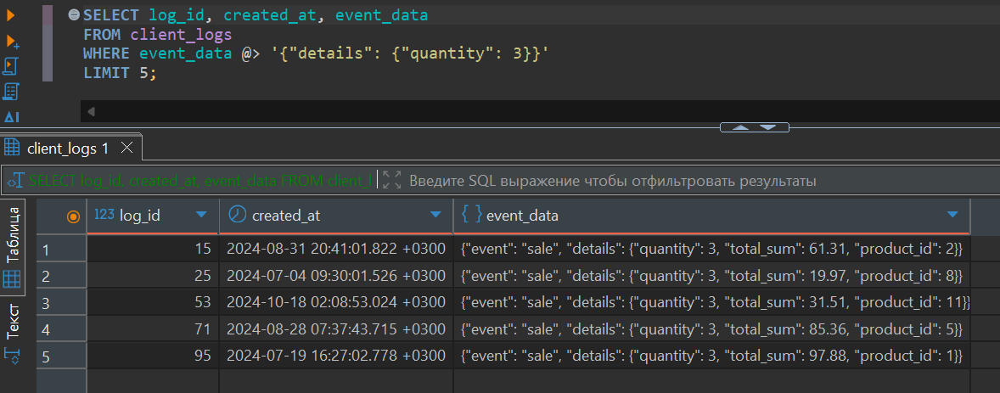 SELECT log_id, created_at, event_data
FROM client_logs
WHERE event_data @> '{"details": {"quantity": 3}}'
LIMIT 5;
AI
client_logs 1
SELECT log_id, created_at, event_data FROM client_l
Введите SQL выражение чтобы отфильтровать результаты
Таблица
Текст
123 log_id created_at {} event_data
1 15 2024-08-31 20:41:01.822 +0300 {"event": "sale", "details": {"quantity": 3, "total_sum": 61.31, "product_id": 2}}
2 25 2024-07-04 09:30:01.526 +0300 {"event": "sale", "details": {"quantity": 3, "total_sum": 19.97, "product_id": 8}}
3 53 2024-10-18 02:08:53.024 +0300 {"event": "sale", "details": {"quantity": 3, "total_sum": 31.51, "product_id": 11}}
4 71 2024-08-28 07:37:43.715 +0300 {"event": "sale", "details": {"quantity": 3, "total_sum": 85.36, "product_id": 5}}
5 95 2024-07-19 16:27:02.778 +0300 {"event": "sale", "details": {"quantity": 3, "total_sum": 97.88, "product_id": 1}}